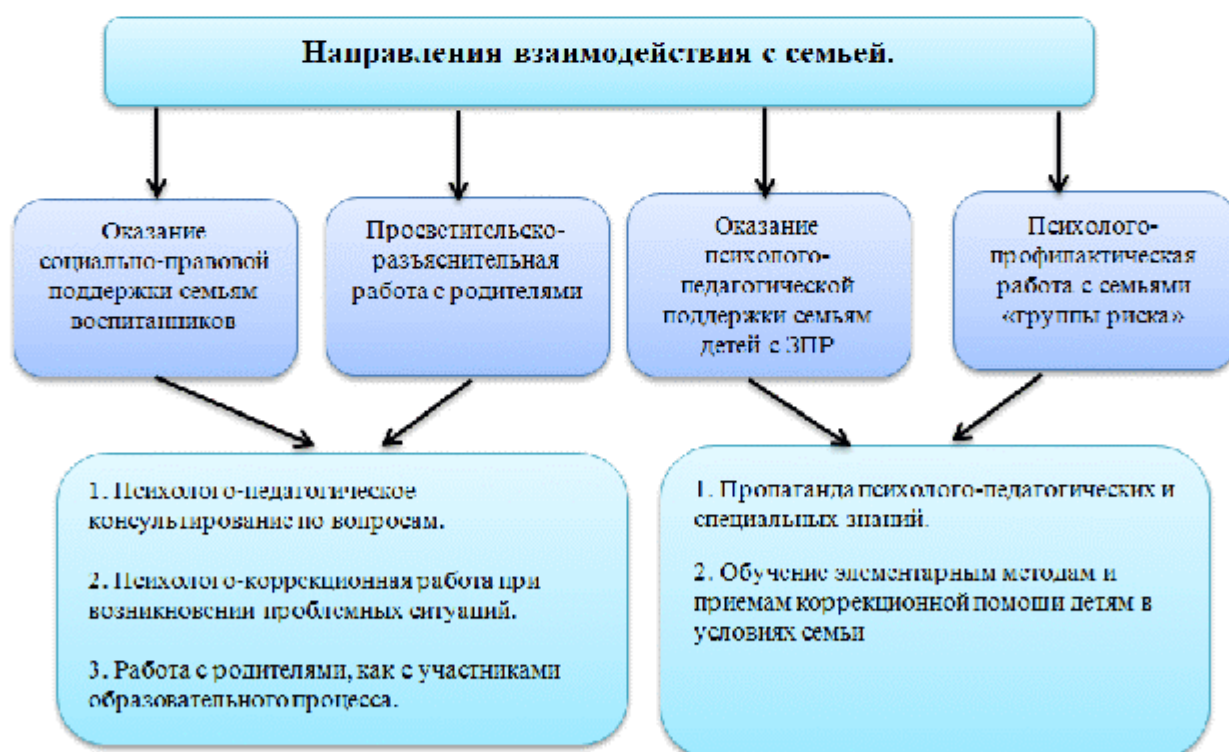 Направления взаимодействия с семьей.
Оказание
социально-правовой
поддержки семьям
воспитанников
Просветительско-
разъяснительная
работа с родителями
Оказание
психолого-
педагогической
поддержки семьям
детей с ЗПР
Психолого-
профилактическая
работа с семьями
«группы риска»
1. Психолого-педагогическое
консультирование по вопросам.
2. Психолого-коррекционная работа при
возникновении проблемных ситуаций.
3. Работа с родителями, как с участниками
образовательного процесса.
1. Пропаганда психолого-педагогических и
специальных знаний.
2. Обучение элементарным методам и
приемам коррекционной помощи детям в
условиях семьи